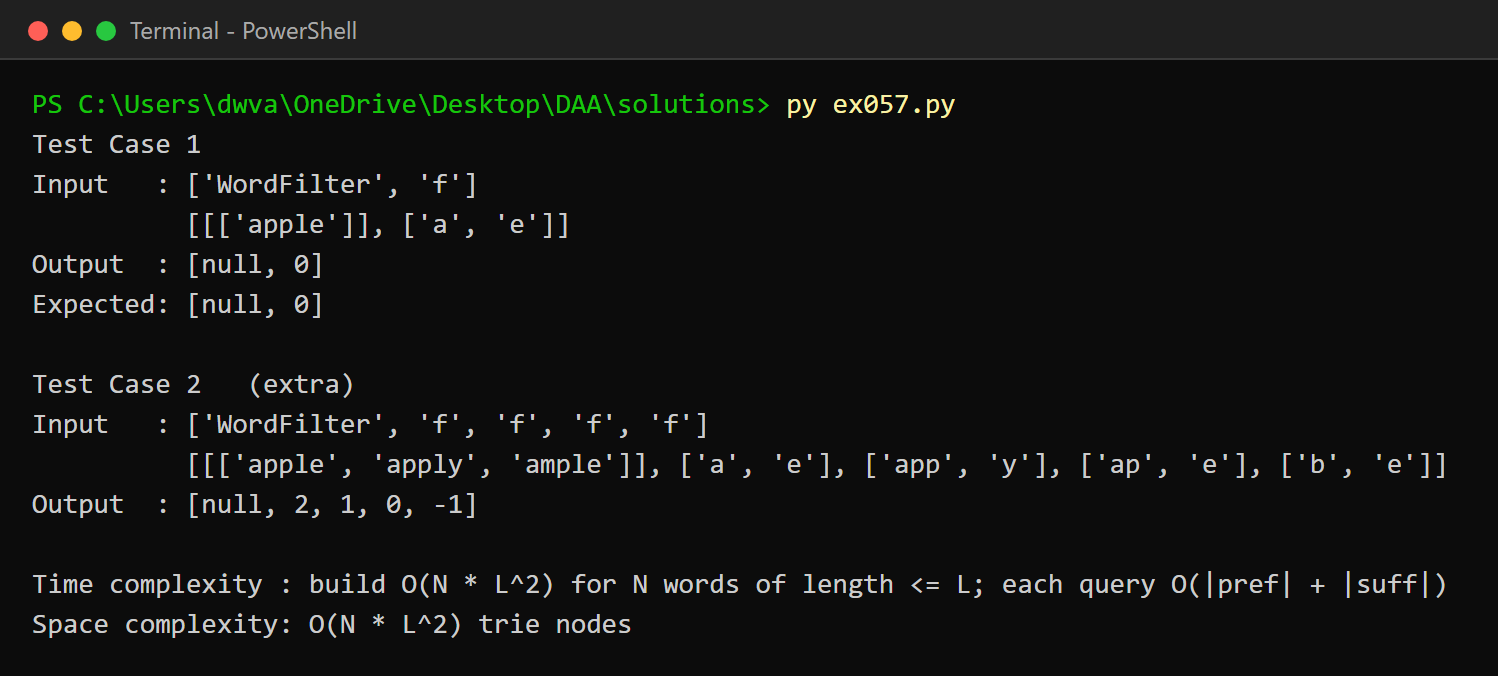 Terminal - PowerShell
PS C:\Users\dwva\OneDrive\Desktop\DAA\solutions> py ex057.py
Test Case 1
Input   : ['WordFilter', 'f']
          [[['apple']], ['a', 'e']]
Output  : [null, 0]
Expected: [null, 0]
Test Case 2   (extra)
Input   : ['WordFilter', 'f', 'f', 'f', 'f']
          [[['apple', 'apply', 'ample']], ['a', 'e'], ['app', 'y'], ['ap', 'e'], ['b', 'e']]
Output  : [null, 2, 1, 0, -1]
Time complexity : build O(N * L^2) for N words of length <= L; each query O(|pref| + |suff|)
Space complexity: O(N * L^2) trie nodes